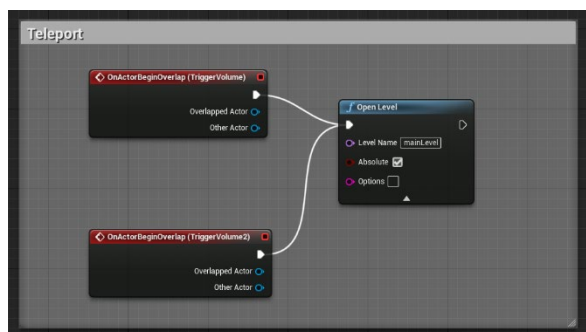 Teleport
OnActorBeginOverlap (TriggerVolume)
Overlapped Actor
Other Actor
Open Level
Level Name mainLevel
Absolute
Options
OnActorBeginOverlap (TriggerVolume2)
Overlapped Actor
Other Actor